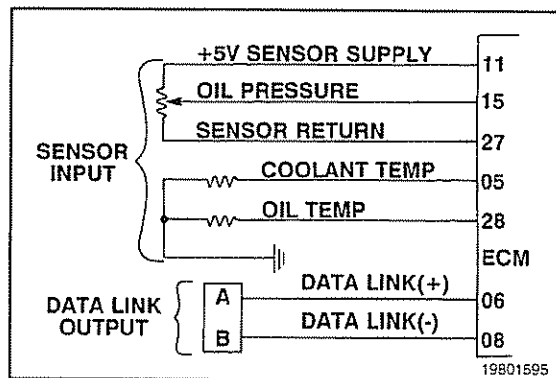 +5V SENSOR SUPPLY 11
OIL PRESSURE 15
SENSOR RETURN 27
SENSOR INPUT
COOLANT TEMP 05
OIL TEMP 28
ECM
DATA LINK OUTPUT
A DATA LINK(+) 06
B DATA LINK(-) 08
19801595